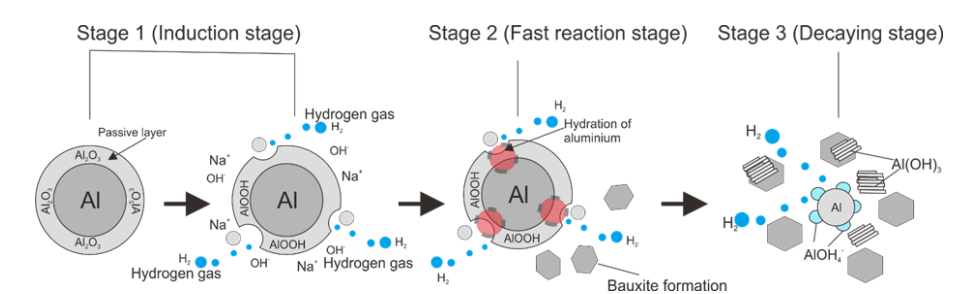 Stage 1 (Induction stage)
Stage 2 (Fast reaction stage)
Stage 3 (Decaying stage)
Passive layer
Al₂O₃
Al₂O₃
Al
Al₂O₃
Al₂O₃
Hydrogen gas
H₂
OH⁻
Na⁺
OH⁻
Na⁺
AlOOH
Al
Na⁺
AlOOH
OH⁻
H₂
H₂
OH⁻
Na⁺
Hydrogen gas
Hydrogen gas
H₂
Hydration of
aluminium
AlOOH
Al
AlOOH
H₂
H₂
Bauxite formation
H₂
Al(OH)₃
Al
H₂
AlOH₄⁻